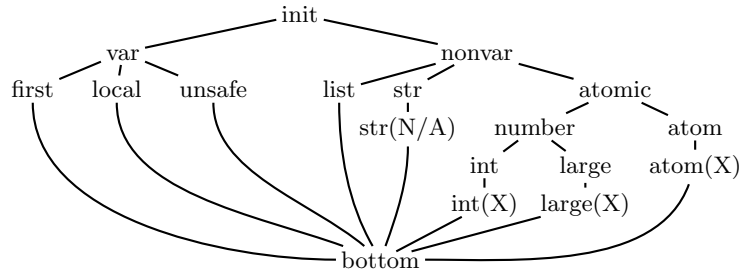 init
var nonvar
first local unsafe list str atomic
str(N/A) number atom
int large atom(X)
int(X) large(X)
bottom